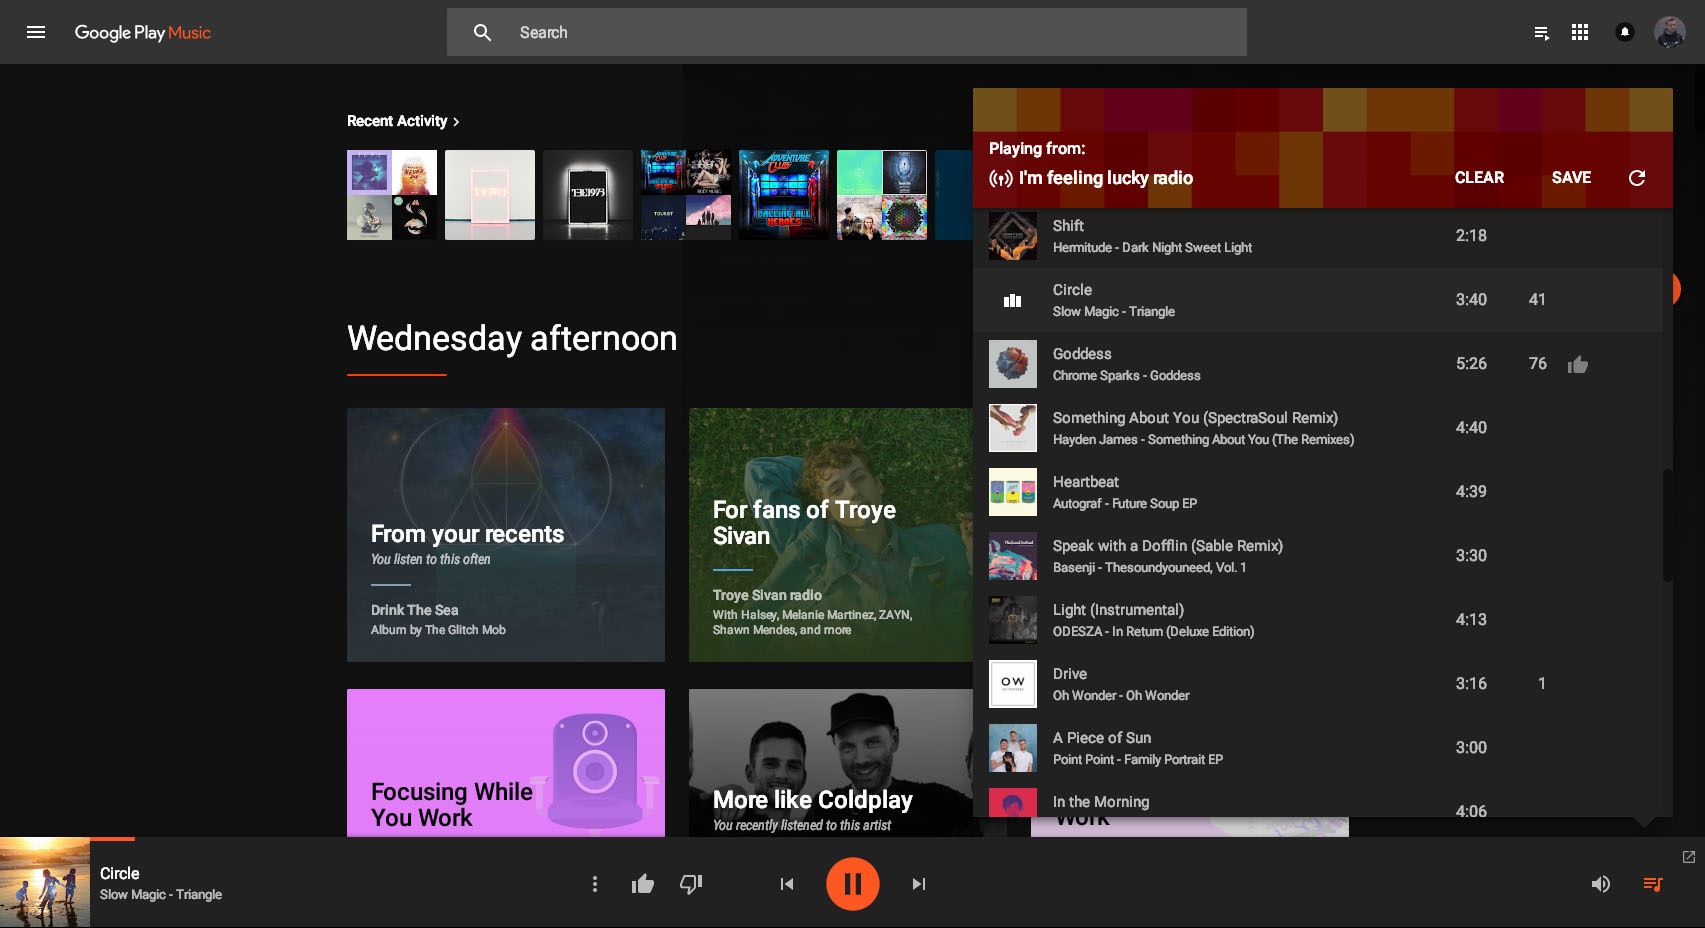 Google Play Music
Search
Recent Activity
Wednesday afternoon
From your recents
You listen to this often
Drink The Sea
Album by The Glitch Mob
For fans of Troye
Sivan
Troye Sivan radio
With Halsey, Melanie Martinez, ZAYN,
Shawn Mendes, and more
Focusing While
You Work
More like Coldplay
You recently listened to this artist
Work
Playing from:
I'm feeling lucky radio
CLEAR SAVE
Shift
Hermitude - Dark Night Sweet Light
2:18
Circle
Slow Magic - Triangle
3:40 41
Goddess
Chrome Sparks - Goddess
5:26 76
Something About You (SpectraSoul Remix)
Hayden James - Something About You (The Remixes)
4:40
Heartbeat
Autograf - Future Soup EP
4:39
Speak with a Dofflin (Sable Remix)
Basenji - Thesoundyouneed, Vol. 1
3:30
Light (Instrumental)
ODESZA - In Return (Deluxe Edition)
4:13
OW
Drive
Oh Wonder - Oh Wonder
3:16 1
A Piece of Sun
Point Point - Family Portrait EP
3:00
In the Morning
4:06
Circle
Slow Magic - Triangle